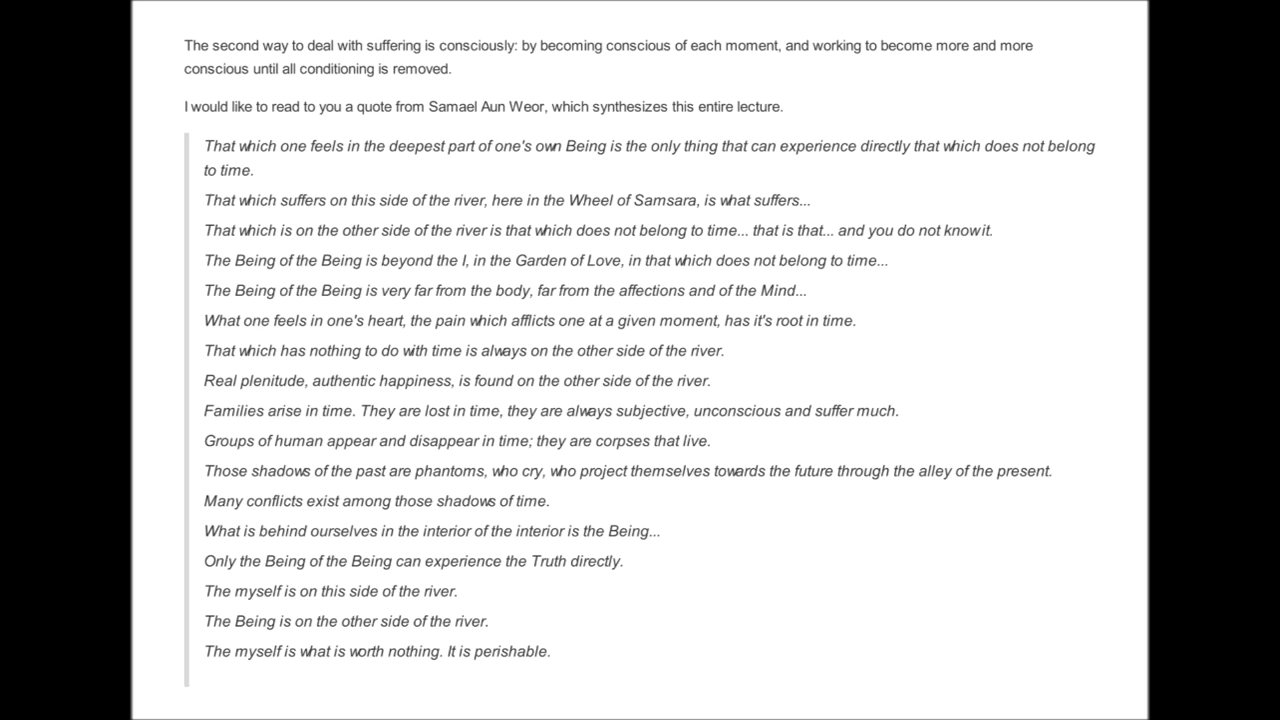 The second way to deal with suffering is consciously: by becoming conscious of each moment, and working to become more and more
conscious until all conditioning is removed.
I would like to read to you a quote from Samael Aun Weor, which synthesizes this entire lecture.
That which one feels in the deepest part of one's own Being is the only thing that can experience directly that which does not belong
to time.
That which suffers on this side of the river, here in the Wheel of Samsara, is what suffers...
That which is on the other side of the river is that which does not belong to time... that is that... and you do not know it.
The Being of the Being is beyond the I, in the Garden of Love, in that which does not belong to time...
The Being of the Being is very far from the body, far from the affections and of the Mind...
What one feels in one's heart, the pain which afflicts one at a given moment, has it's root in time.
That which has nothing to do with time is always on the other side of the river.
Real plenitude, authentic happiness, is found on the other side of the river.
Families arise in time. They are lost in time, they are always subjective, unconscious and suffer much.
Groups of human appear and disappear in time; they are corpses that live.
Those shadows of the past are phantoms, who cry, who project themselves towards the future through the alley of the present.
Many conflicts exist among those shadows of time.
What is behind ourselves in the interior of the interior is the Being...
Only the Being of the Being can experience the Truth directly.
The myself is on this side of the river.
The Being is on the other side of the river.
The myself is what is worth nothing. It is perishable.